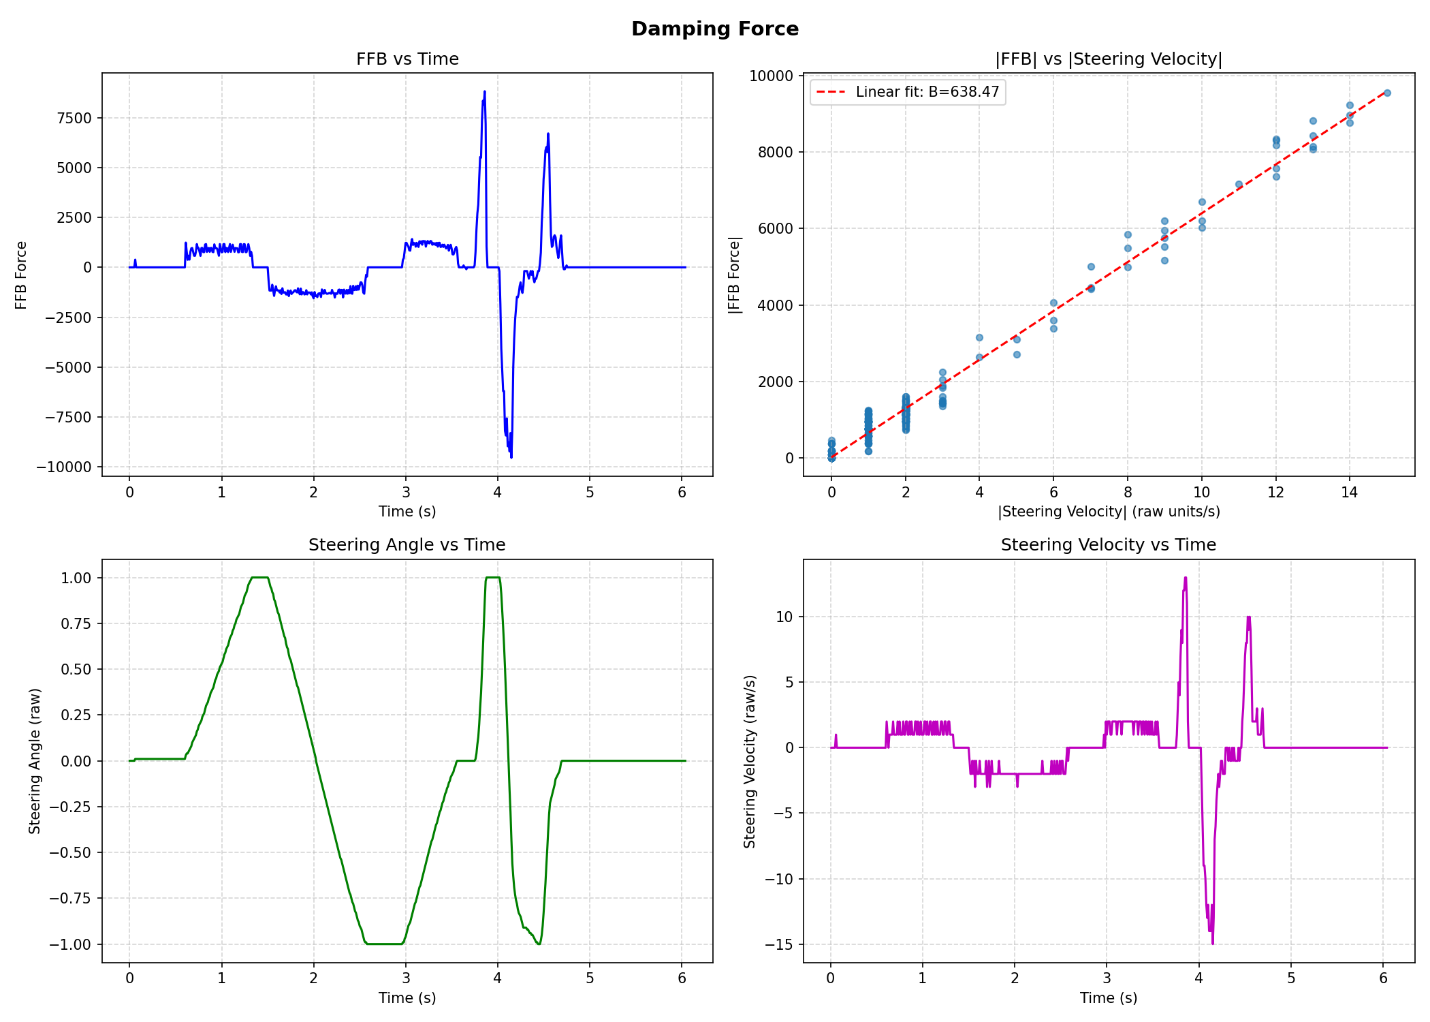 Damping Force
FFB vs Time
FFB Force
7500
5000
2500
0
−2500
−5000
−7500
−10000
0 1 2 3 4 5 6
Time (s)
|FFB| vs |Steering Velocity|
Linear fit: B=638.47
|FFB Force|
10000
8000
6000
4000
2000
0
0 2 4 6 8 10 12 14
|Steering Velocity| (raw units/s)
Steering Angle vs Time
Steering Angle (raw)
1.00
0.75
0.50
0.25
0.00
−0.25
−0.50
−0.75
−1.00
0 1 2 3 4 5 6
Time (s)
Steering Velocity vs Time
Steering Velocity (raw/s)
10
5
0
−5
−10
−15
0 1 2 3 4 5 6
Time (s)